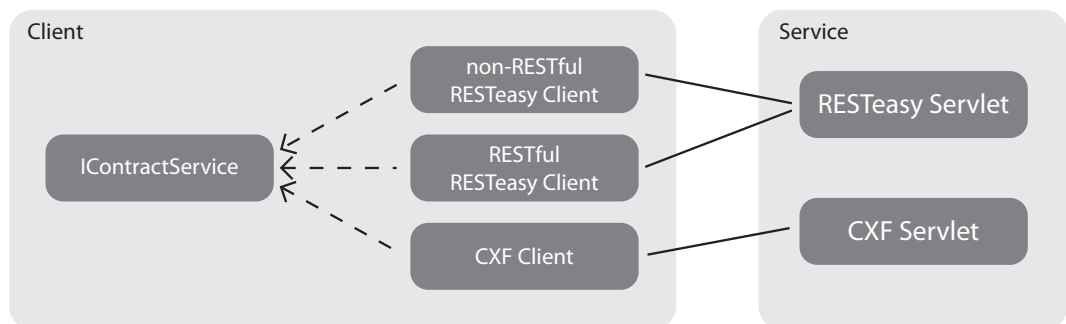 Client
IContractService
non-RESTful
RESTeasy Client
RESTful
RESTeasy Client
CXF Client
Service
RESTeasy Servlet
CXF Servlet